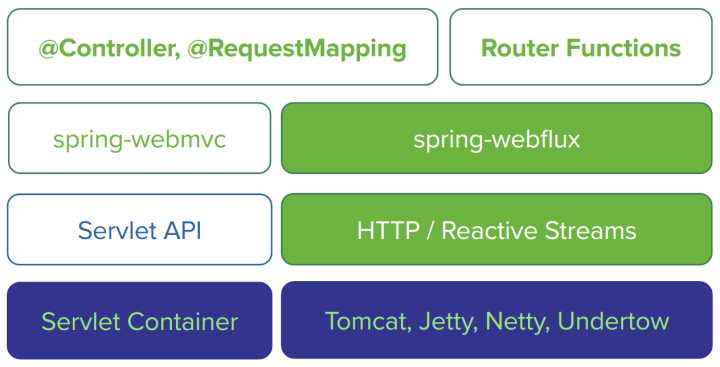 @Controller, @RequestMapping
Router Functions
spring-webmvc
spring-webflux
Servlet API
HTTP / Reactive Streams
Servlet Container
Tomcat, Jetty, Netty, Undertow